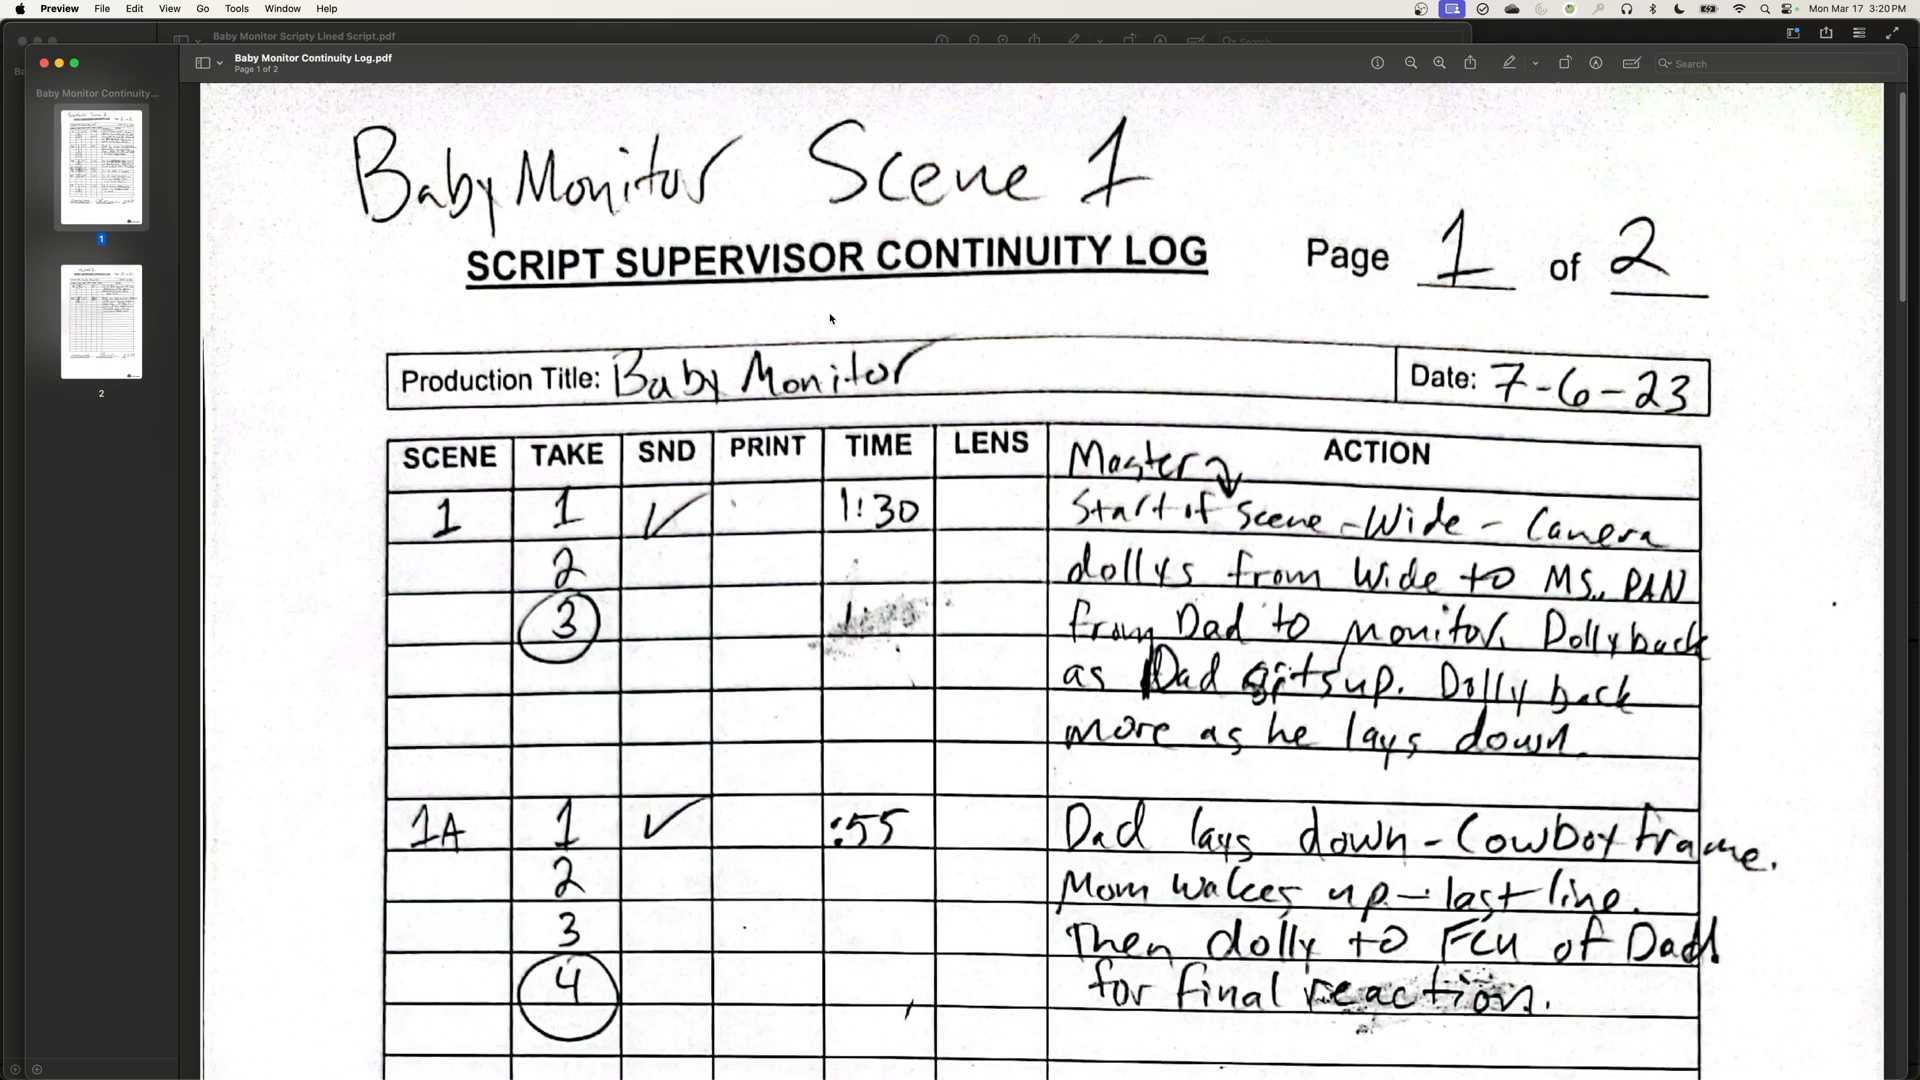 Preview File Edit View Go Tools Window Help Mon Mar 17 3:20 PM
Baby Monitor Scripty Lined Script.pdf
Search
Baby Monitor Continuity Log.pdf
Page 1 of 2
Search
Baby Monitor Continuity...
1
2
Baby Monitor Scene 1
SCRIPT SUPERVISOR CONTINUITY LOG Page 1 of 2
Production Title: Baby Monitor Date: 7-6-23
SCENE TAKE SND PRINT TIME LENS ACTION
Master
1 1 ✓ 1:30 Start of Scene - Wide - Camera
2 dollys from Wide to MS., PAN
3 from Dad to monitor. Dolly back
as Dad gits up. Dolly back
more as he lays down.
1A 1 ✓ :55 Dad lays down - Cowboy frame.
2 Mom wakes up - last line.
3 Then dolly to FCU of Dad
4 for final reaction.